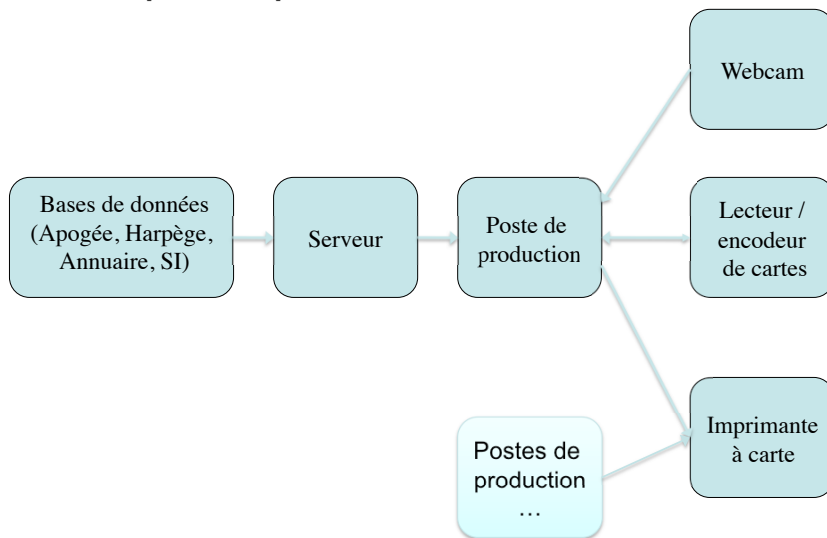 Webcam
Bases de données
(Apogée, Harpège,
Annuaire, SI)
Serveur
Poste de
production
Lecteur /
encodeur
de cartes
Imprimante
à carte
Postes de
production
…